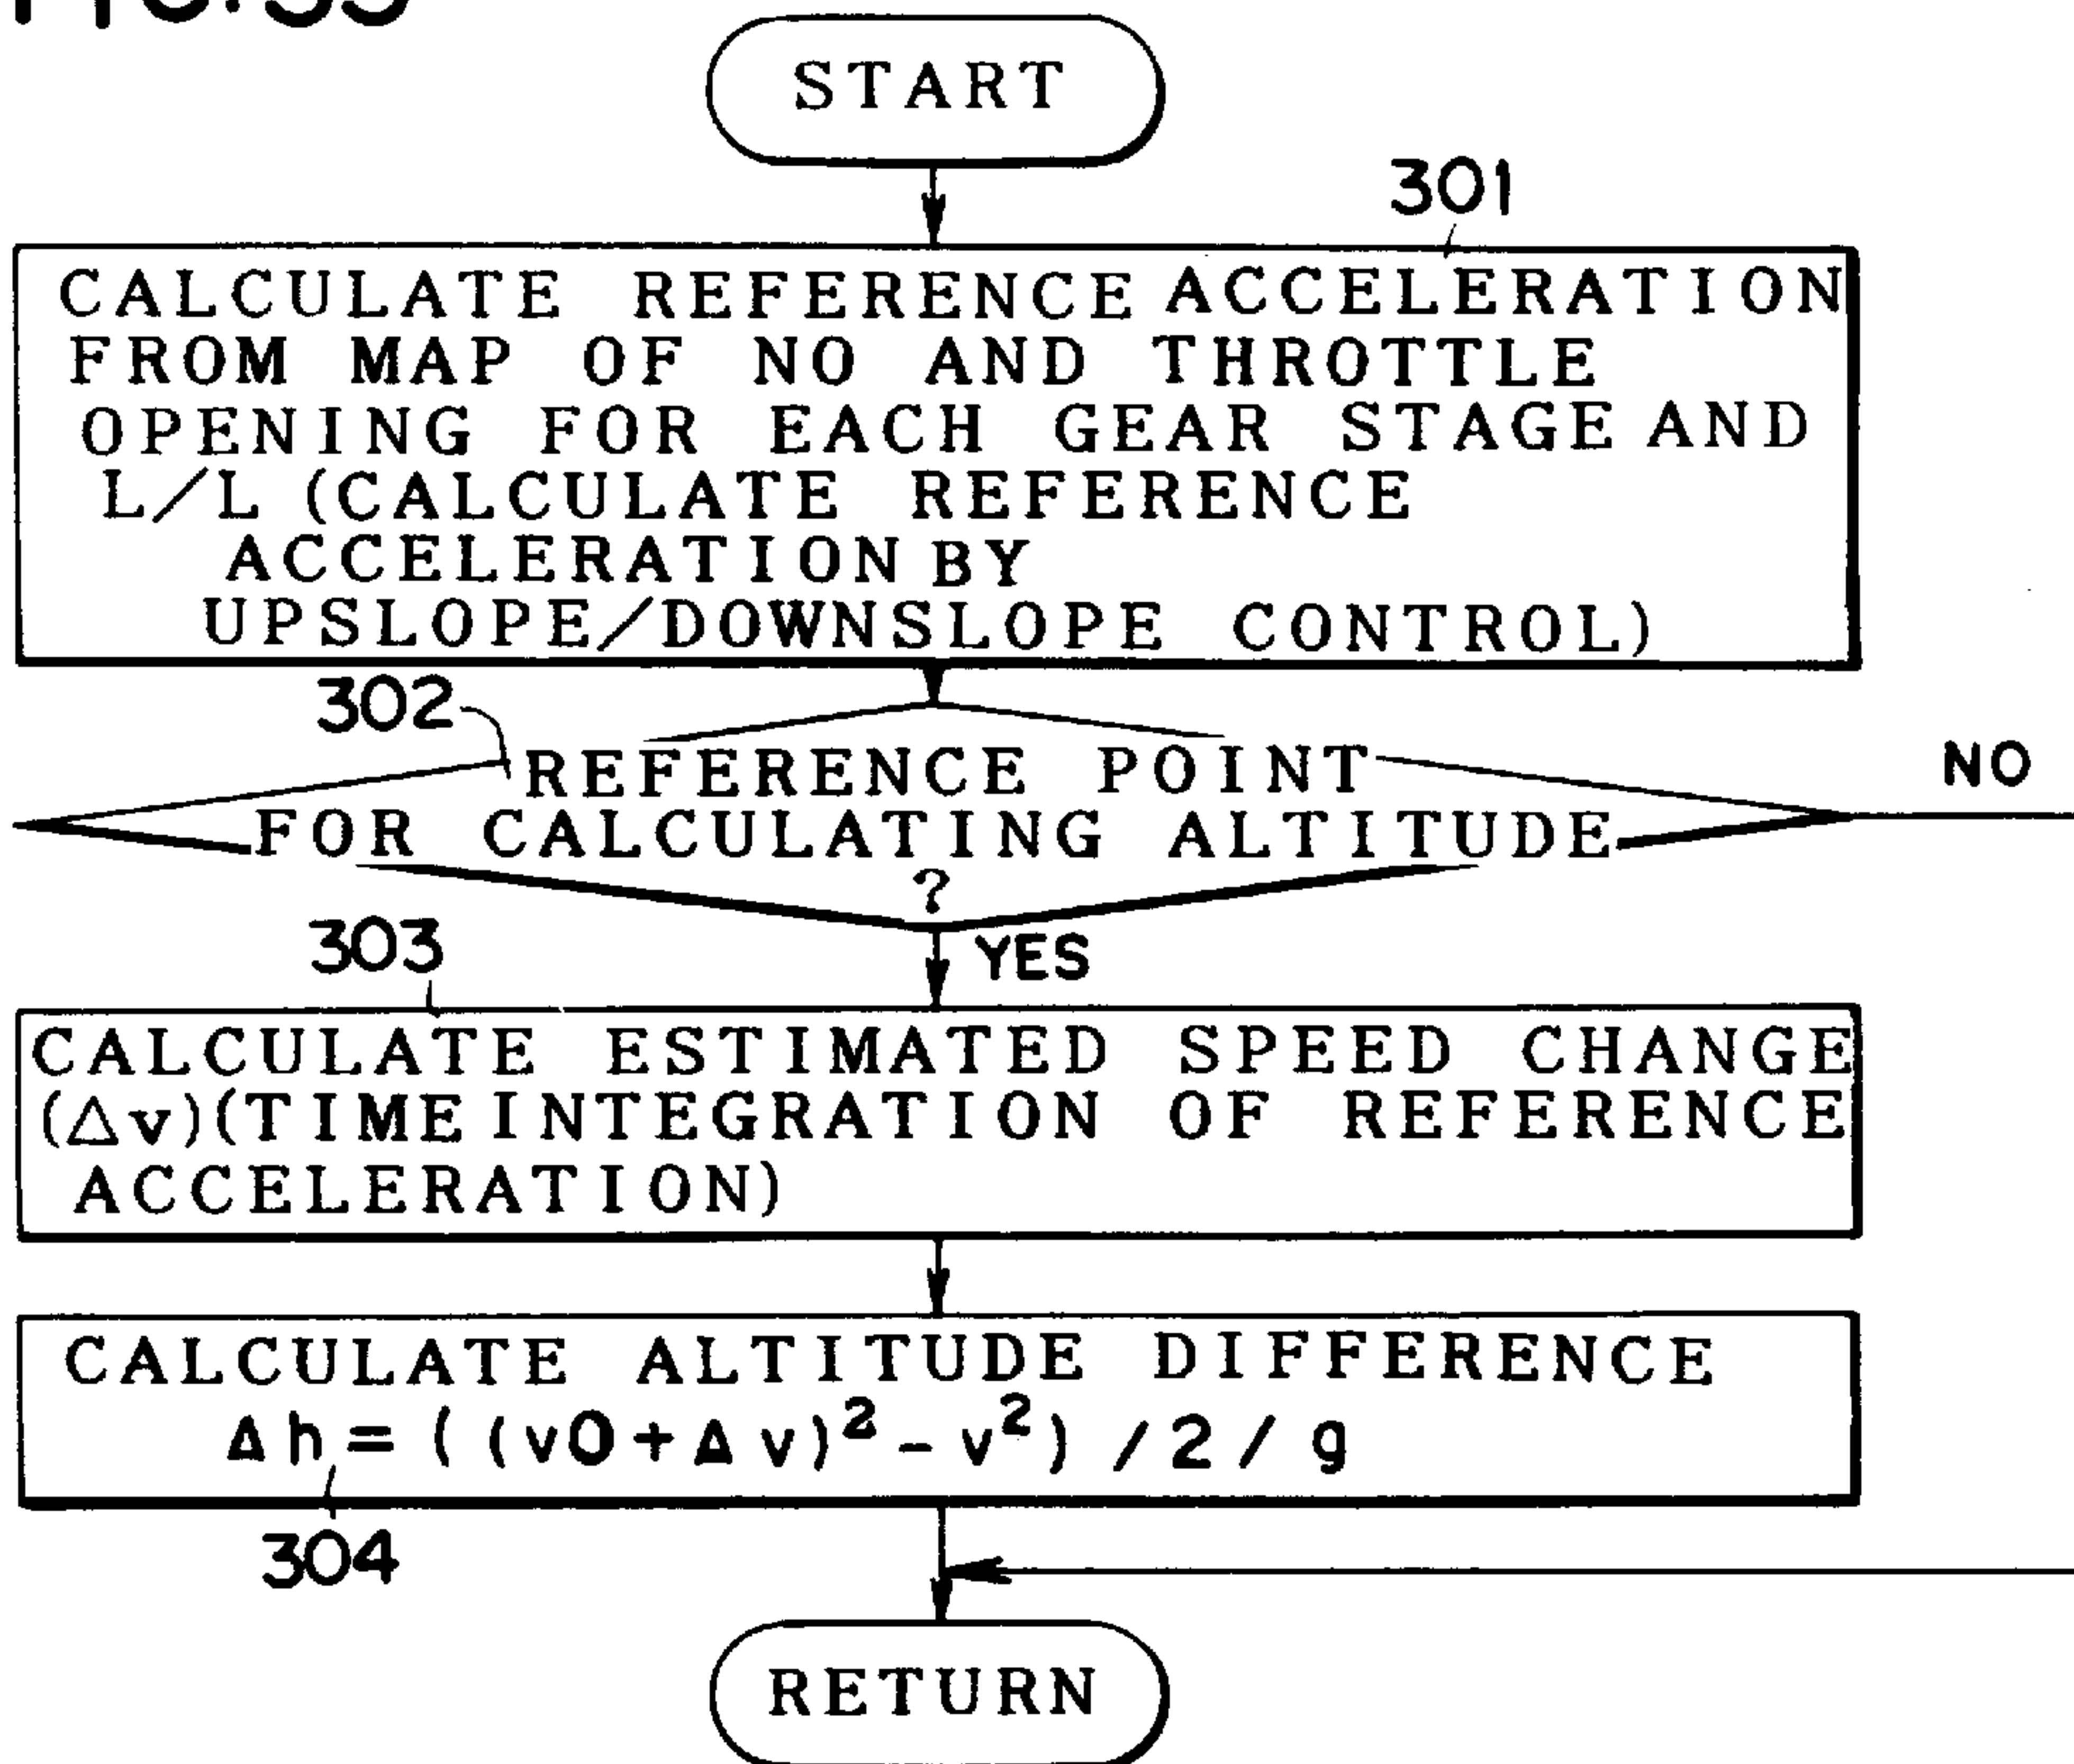 START
301
CALCULATE REFERENCE ACCELERATION
FROM MAP OF NO AND THROTTLE
OPENING FOR EACH GEAR STAGE AND
L/L (CALCULATE REFERENCE
ACCELERATION BY
UPSLOPE/DOWNSLOPE CONTROL)
302
REFERENCE POINT
FOR CALCULATING ALTITUDE
?
NO
YES
303
CALCULATE ESTIMATED SPEED CHANGE
(Δv)(TIME INTEGRATION OF REFERENCE
ACCELERATION)
CALCULATE ALTITUDE DIFFERENCE
Δh=((v0+Δv)²-v²)/2/g
304
RETURN